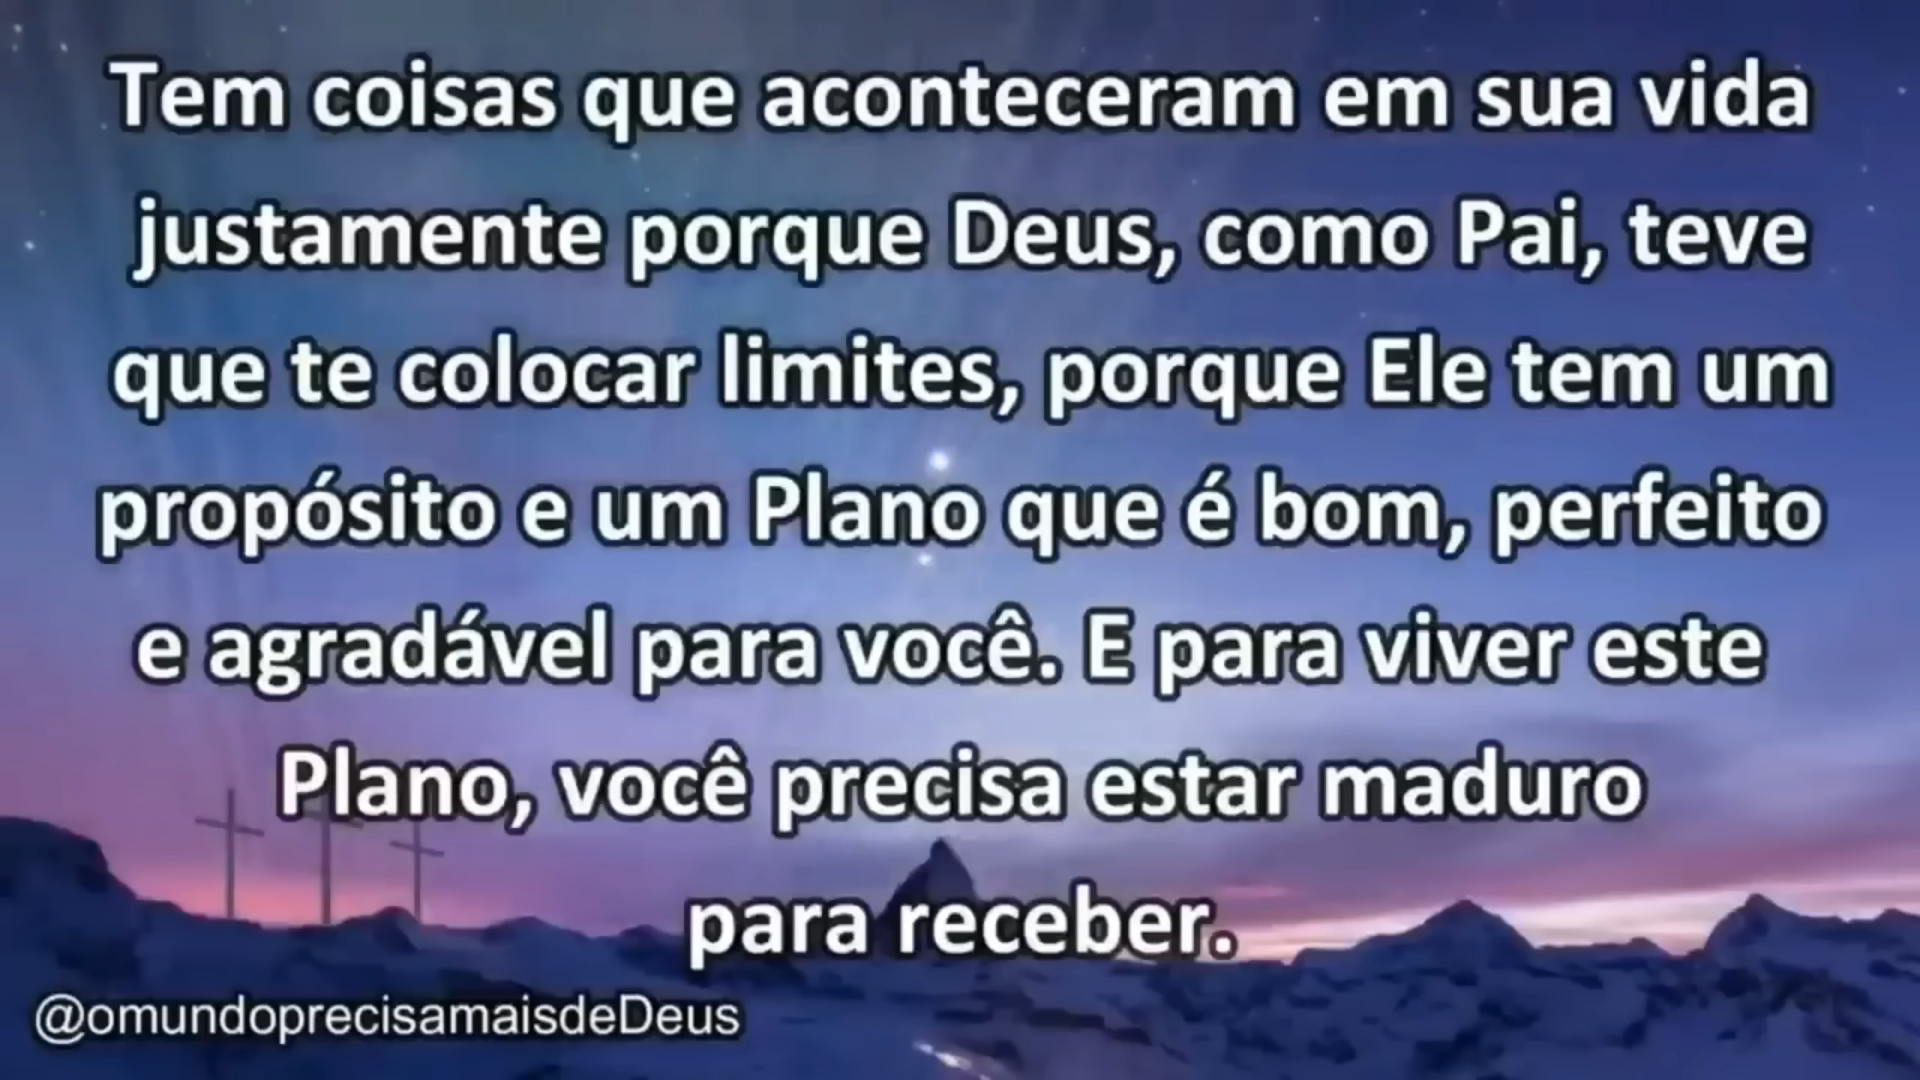 Tem coisas que aconteceram em sua vida
justamente porque Deus, como Pai, teve
que te colocar limites, porque Ele tem um
propósito e um Plano que é bom, perfeito
e agradável para você. E para viver este
Plano, você precisa estar maduro
para receber.
@omundoprecisamaisdeDeus